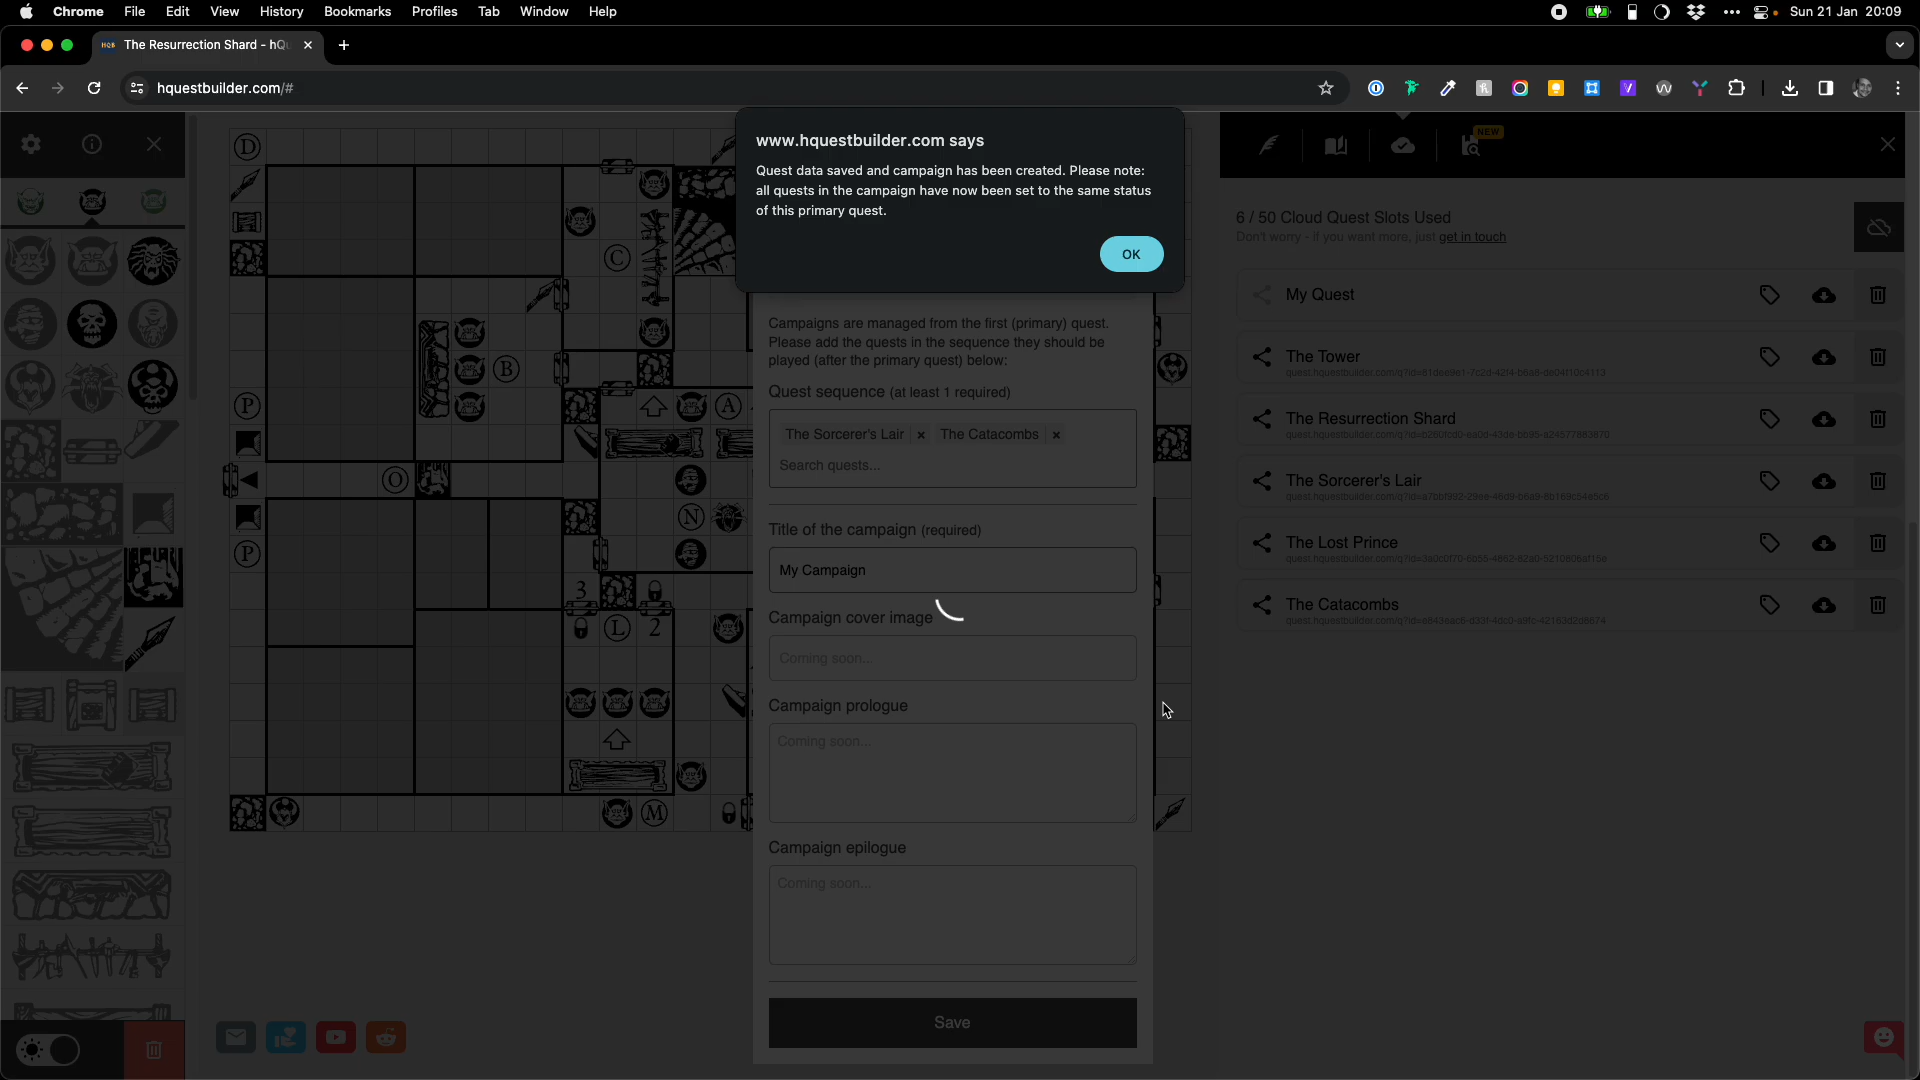 Chrome File Edit View History Bookmarks Profiles Tab Window Help
Sun 21 Jan 20:09
The Resurrection Shard - hQu
hquestbuilder.com/#
www.hquestbuilder.com says
Quest data saved and campaign has been created. Please note:
all quests in the campaign have now been set to the same status
of this primary quest.
OK
NEW
6 / 50 Cloud Quest Slots Used
Don't worry - if you want more, just get in touch
My Quest
The Tower
The Resurrection Shard
The Sorcerer's Lair
The Lost Prince
The Catacombs
Campaigns are managed from the first (primary) quest.
Please add the quests in the sequence they should be
played (after the primary quest) below:
Quest sequence (at least 1 required)
The Sorcerer's Lair × The Catacombs ×
Search quests...
Title of the campaign (required)
My Campaign
Campaign cover image
Coming soon...
Campaign prologue
Coming soon...
Campaign epilogue
Coming soon...
Save
D
C
B
P
A
O
N
P
3
L
2
M